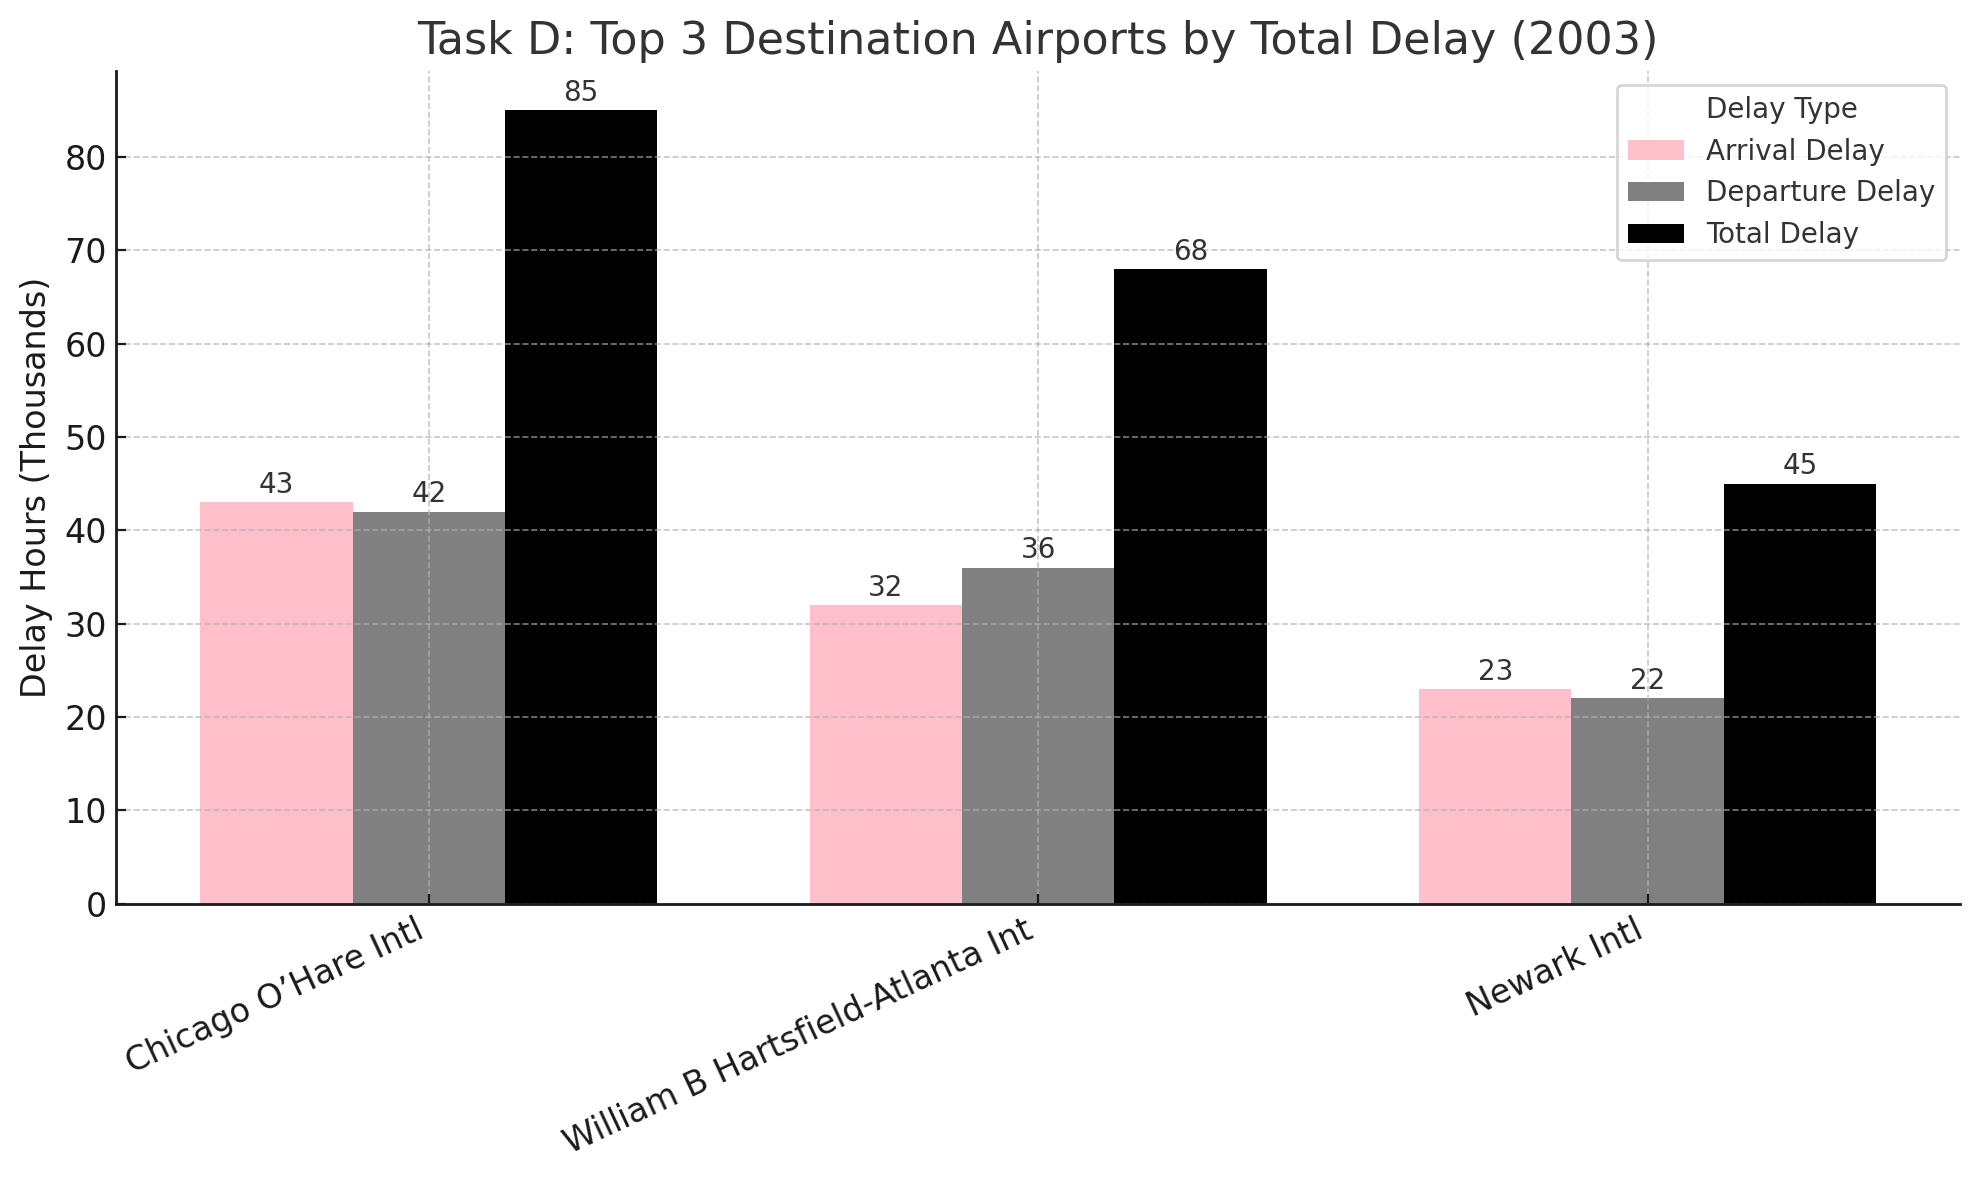 Task D: Top 3 Destination Airports by Total Delay (2003)
Delay Type
Arrival Delay
Departure Delay
Total Delay
Delay Hours (Thousands)
80
70
60
50
40
30
20
10
0
43
42
85
32
36
68
23
22
45
Chicago O’Hare Intl
William B Hartsfield-Atlanta Int
Newark Intl